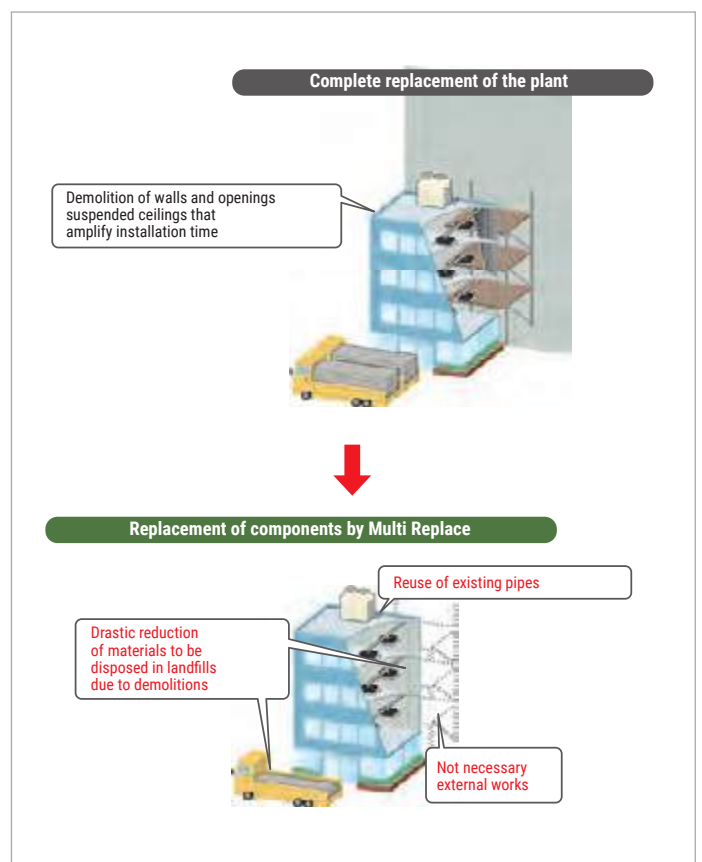 Complete replacement of the plant
Demolition of walls and openings
suspended ceilings that
amplify installation time
Replacement of components by Multi Replace
Reuse of existing pipes
Drastic reduction
of materials to be
disposed in landfills
due to demolitions
Not necessary
external works